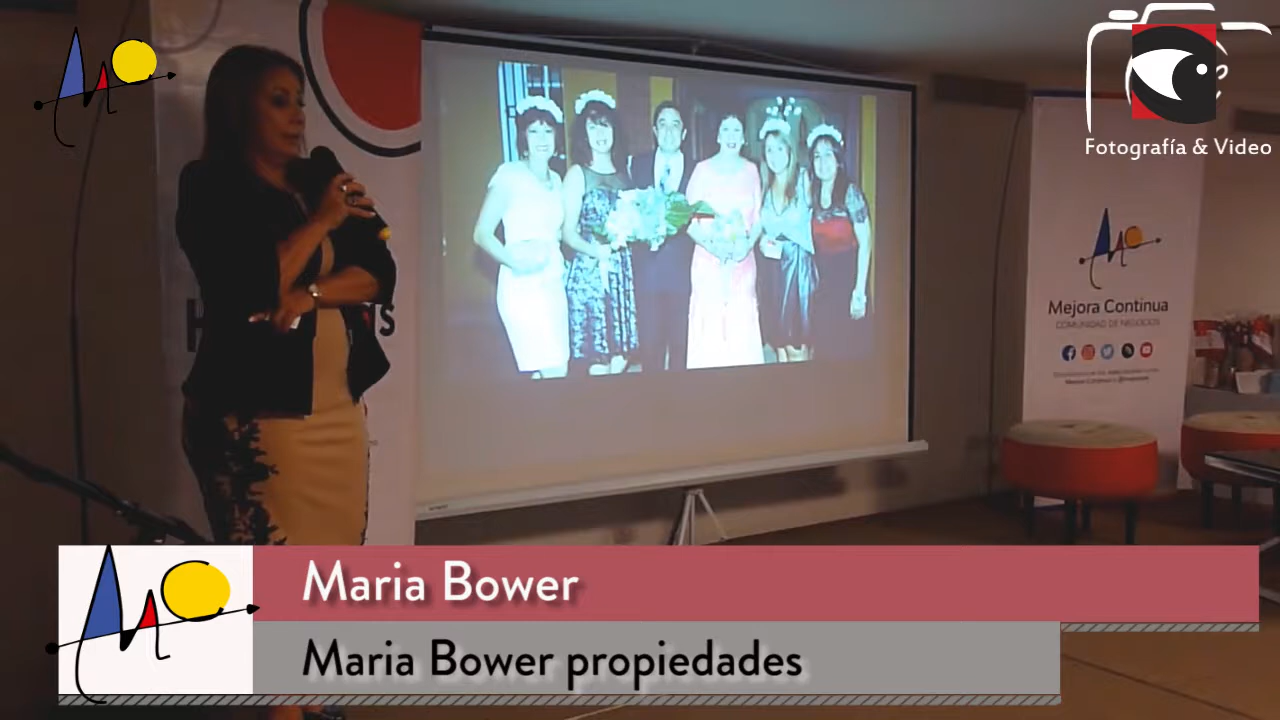 Fotografía & Video
Mejora Continua
COMUNIDAD DE NEGOCIOS
Maria Bower
Maria Bower propiedades